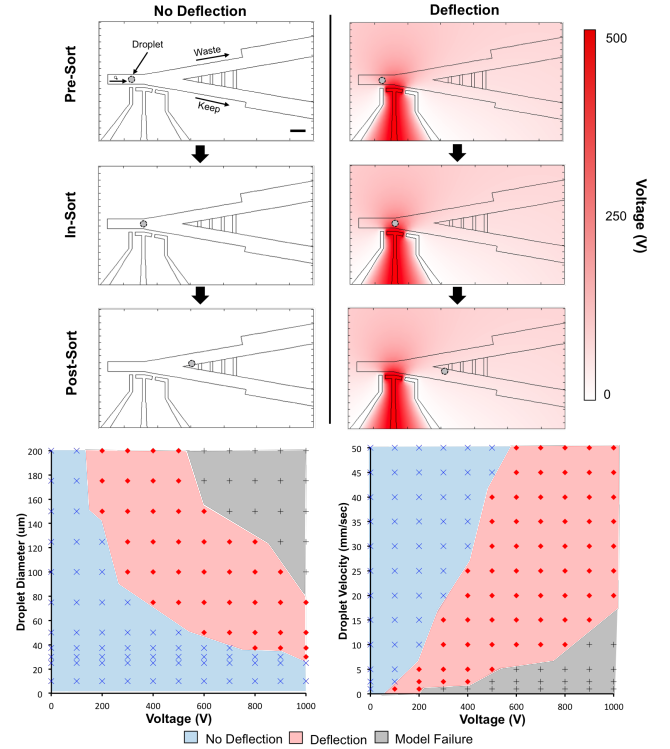 No Deflection
Deflection
Pre-Sort
Droplet
Waste
Keep
500
In-Sort
250
Voltage (V)
Post-Sort
0
200
180
160
140
120
100
80
60
40
20
0
Droplet Diameter (um)
0
200
400
600
800
1000
Voltage (V)
50
45
40
35
30
25
20
15
10
5
0
Droplet Velocity (mm/sec)
0
200
400
600
800
1000
Voltage (V)
No Deflection
Deflection
Model Failure